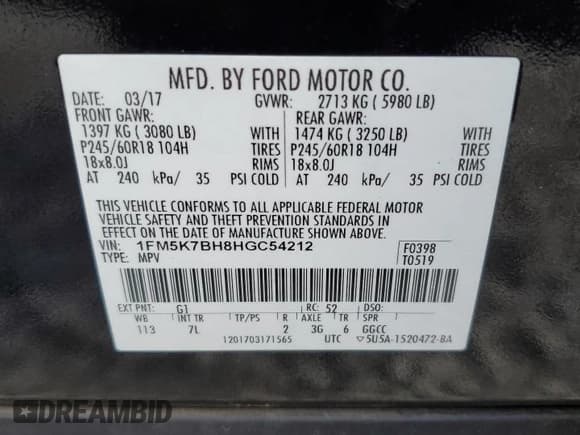 MFD. BY FORD MOTOR CO.
DATE: 03/17 GVWR: 2713 KG ( 5980 LB)
FRONT GAWR: REAR GAWR:
1397 KG ( 3080 LB) WITH 1474 KG ( 3250 LB) WITH
P245/60R18 104H TIRES P245/60R18 104H TIRES
18x8.0J RIMS 18x8.0J RIMS
AT 240 kPa/ 35 PSI COLD AT 240 kPa/ 35 PSI COLD
THIS VEHICLE CONFORMS TO ALL APPLICABLE FEDERAL MOTOR
VEHICLE SAFETY AND THEFT PREVENTION STANDARDS IN
EFFECT ON THE DATE OF MANUFACTURE SHOWN ABOVE.
VIN: 1FM5K7BH8HGC54212 F0398
TYPE: MPV T0519
EXT PNT: G1 RC: 52 DSO:
WB INT TR TP/PS R AXLE TR SPR
113 7L 2 3G 6 GGCC
1201703171565 UTC ▽5U5A-1520472-BA
DREAMBID